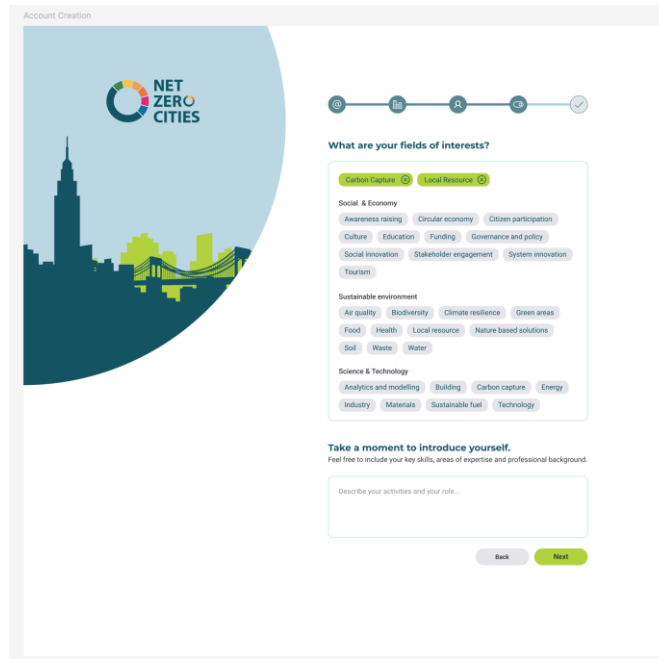 Account Creation
NET
ZERO
CITIES
What are your fields of interests?
Carbon Capture Local Resource
Social & Economy
Awareness raising Circular economy Citizen participation
Culture Education Funding Governance and policy
Social innovation Stakeholder engagement System innovation
Tourism
Sustainable environment
Air quality Biodiversity Climate resilience Green areas
Food Health Local resource Nature based solutions
Soil Waste Water
Science & Technology
Analytics and modelling Building Carbon capture Energy
Industry Materials Sustainable fuel Technology
Take a moment to introduce yourself.
Feel free to include your key skills, areas of expertise and professional background.
Describe your activities and your role...
Back Next